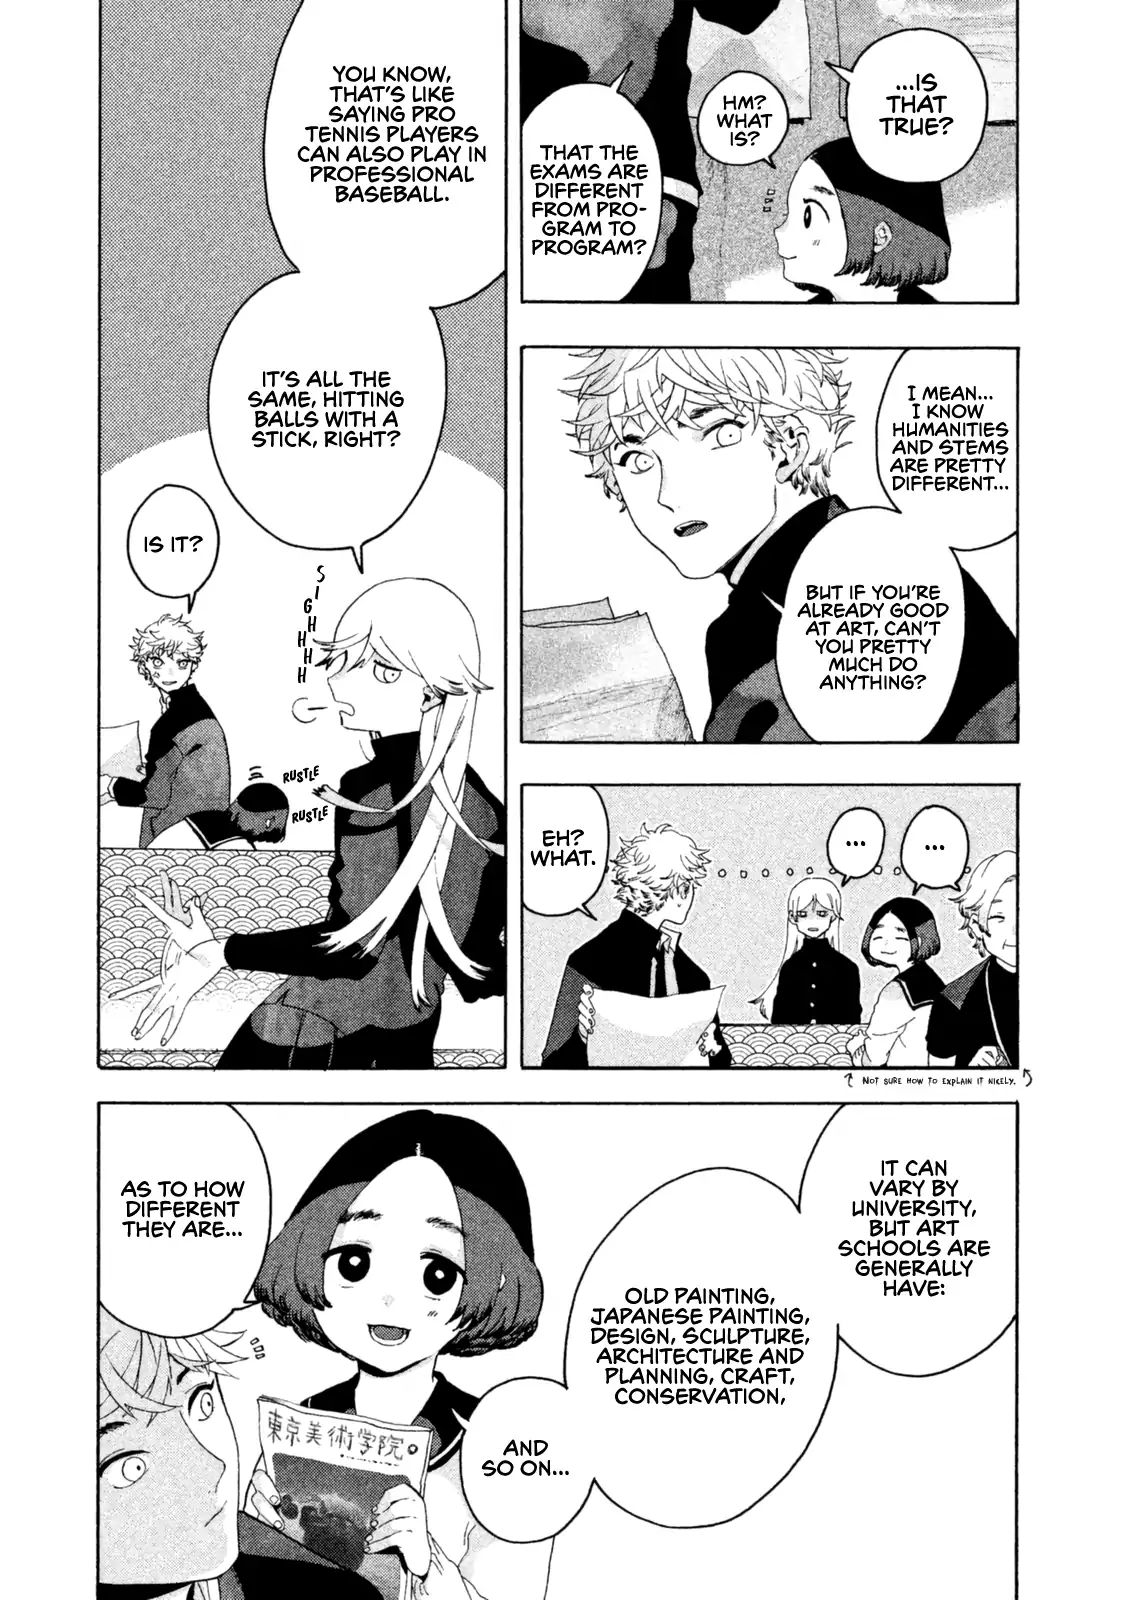 ...IS
THAT
TRUE?
HM?
WHAT
IS?
THAT THE
EXAMS ARE
DIFFERENT
FROM PRO-
GRAM TO
PROGRAM?
I MEAN...
I KNOW
HUMANITIES
AND STEMS
ARE PRETTY
DIFFERENT...
BUT IF YOU'RE
ALREADY GOOD
AT ART, CAN'T
YOU PRETTY
MUCH DO
ANYTHING?
...
...
EH?
WHAT.
NOT SURE HOW TO EXPLAIN IT NICELY.
YOU KNOW,
THAT'S LIKE
SAYING PRO
TENNIS PLAYERS
CAN ALSO PLAY IN
PROFESSIONAL
BASEBALL.
IT'S ALL THE
SAME, HITTING
BALLS WITH A
STICK, RIGHT?
SIGHHHH
IS IT?
RUSTLE
RUSTLE
IT CAN
VARY BY
UNIVERSITY,
BUT ART
SCHOOLS ARE
GENERALLY
HAVE:
OLD PAINTING,
JAPANESE PAINTING,
DESIGN, SCULPTURE,
ARCHITECTURE AND
PLANNING, CRAFT,
CONSERVATION,
AND
SO ON...
東京美術学院
AS TO HOW
DIFFERENT
THEY ARE...